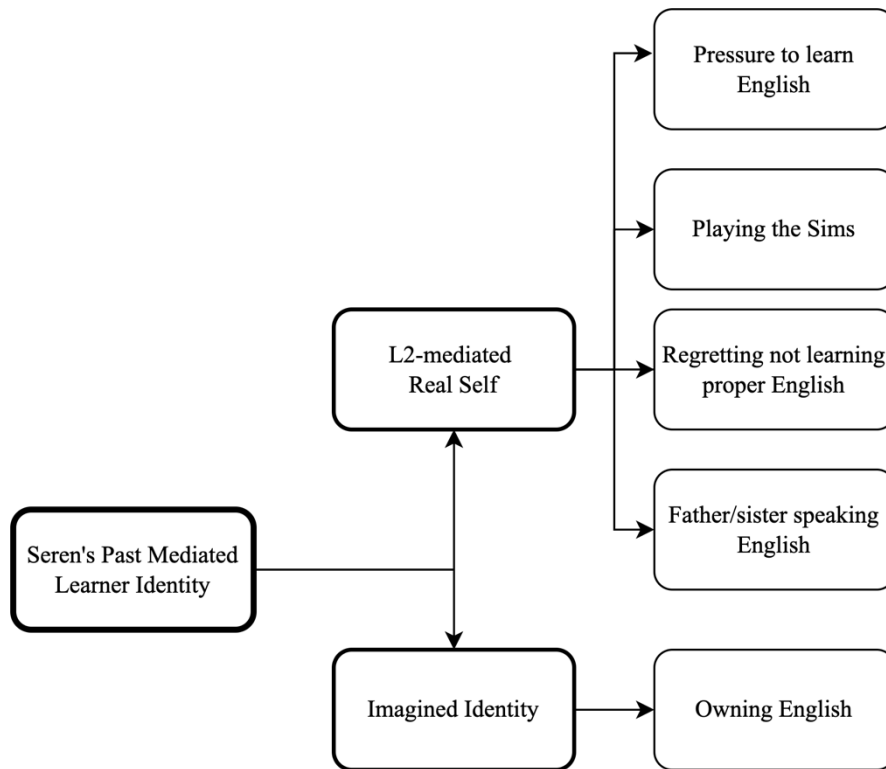 Pressure to learn
English
Playing the Sims
L2-mediated
Real Self
Regretting not learning
proper English
Seren's Past Mediated
Learner Identity
Father/sister speaking
English
Imagined Identity
Owning English